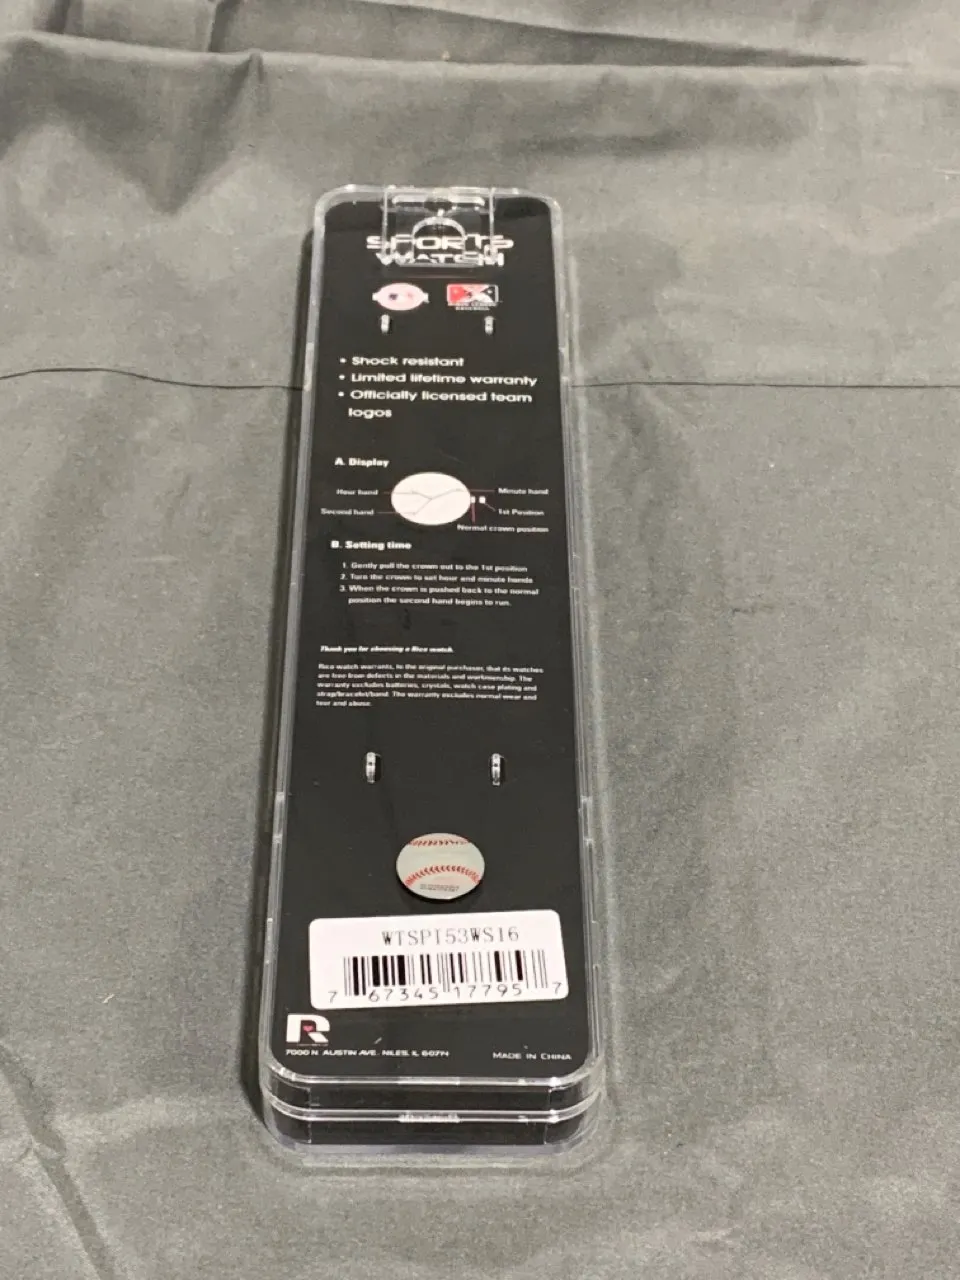 SPORTS
WATCH
• Shock resistant
• Limited lifetime warranty
• Officially licensed team
logos
A. Display
Hour hand
Minute hand
Second hand
1st Position
Normal crown position
B. Setting time
1. Gently pull the crown out to the 1st position
2. Turn the crown to set hour and minute hands
3. When the crown is pushed back to the normal
position the second hand begins to run.
Thank you for choosing a Rico watch.
Rico watch warrants, to the original purchaser, that its watches
are free from defects in the materials and workmenship. The
warranty excludes batteries, crystals, watch case plating and
strap/bracelet/band. The warranty excludes normal wear and
tear and abuse.
WTSPI53WS16
7 67345 17795 7
R
7000 N. AUSTIN AVE. NILES, IL 60714
MADE IN CHINA